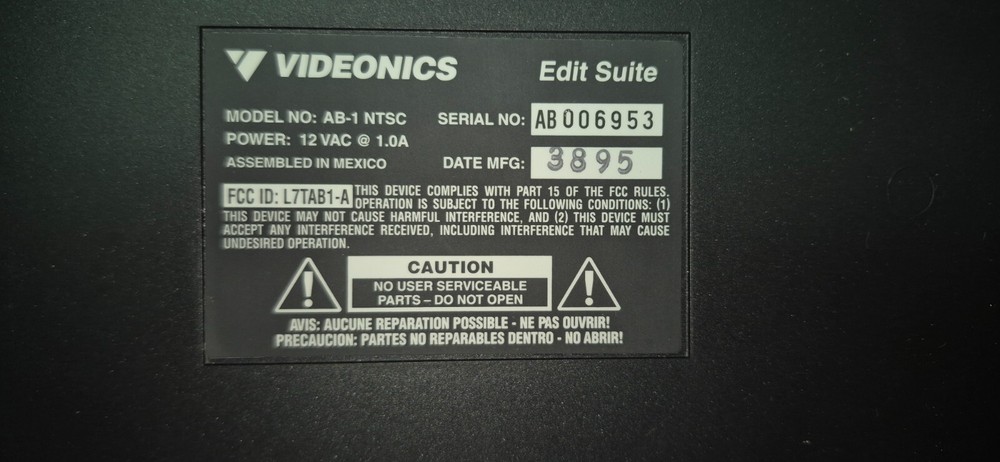 VIDEONICS Edit Suite
MODEL NO: AB-1 NTSC SERIAL NO: AB006953
POWER: 12 VAC @ 1.0A
ASSEMBLED IN MEXICO DATE MFG: 3895
FCC ID: L7TAB1-A THIS DEVICE COMPLIES WITH PART 15 OF THE FCC RULES.
OPERATION IS SUBJECT TO THE FOLLOWING CONDITIONS: (1)
THIS DEVICE MAY NOT CAUSE HARMFUL INTERFERENCE, AND (2) THIS DEVICE MUST
ACCEPT ANY INTERFERENCE RECEIVED, INCLUDING INTERFERENCE THAT MAY CAUSE
UNDESIRED OPERATION.
CAUTION
NO USER SERVICEABLE
PARTS – DO NOT OPEN
AVIS: AUCUNE REPARATION POSSIBLE - NE PAS OUVRIR!
PRECAUCION: PARTES NO REPARABLES DENTRO - NO ABRIR!